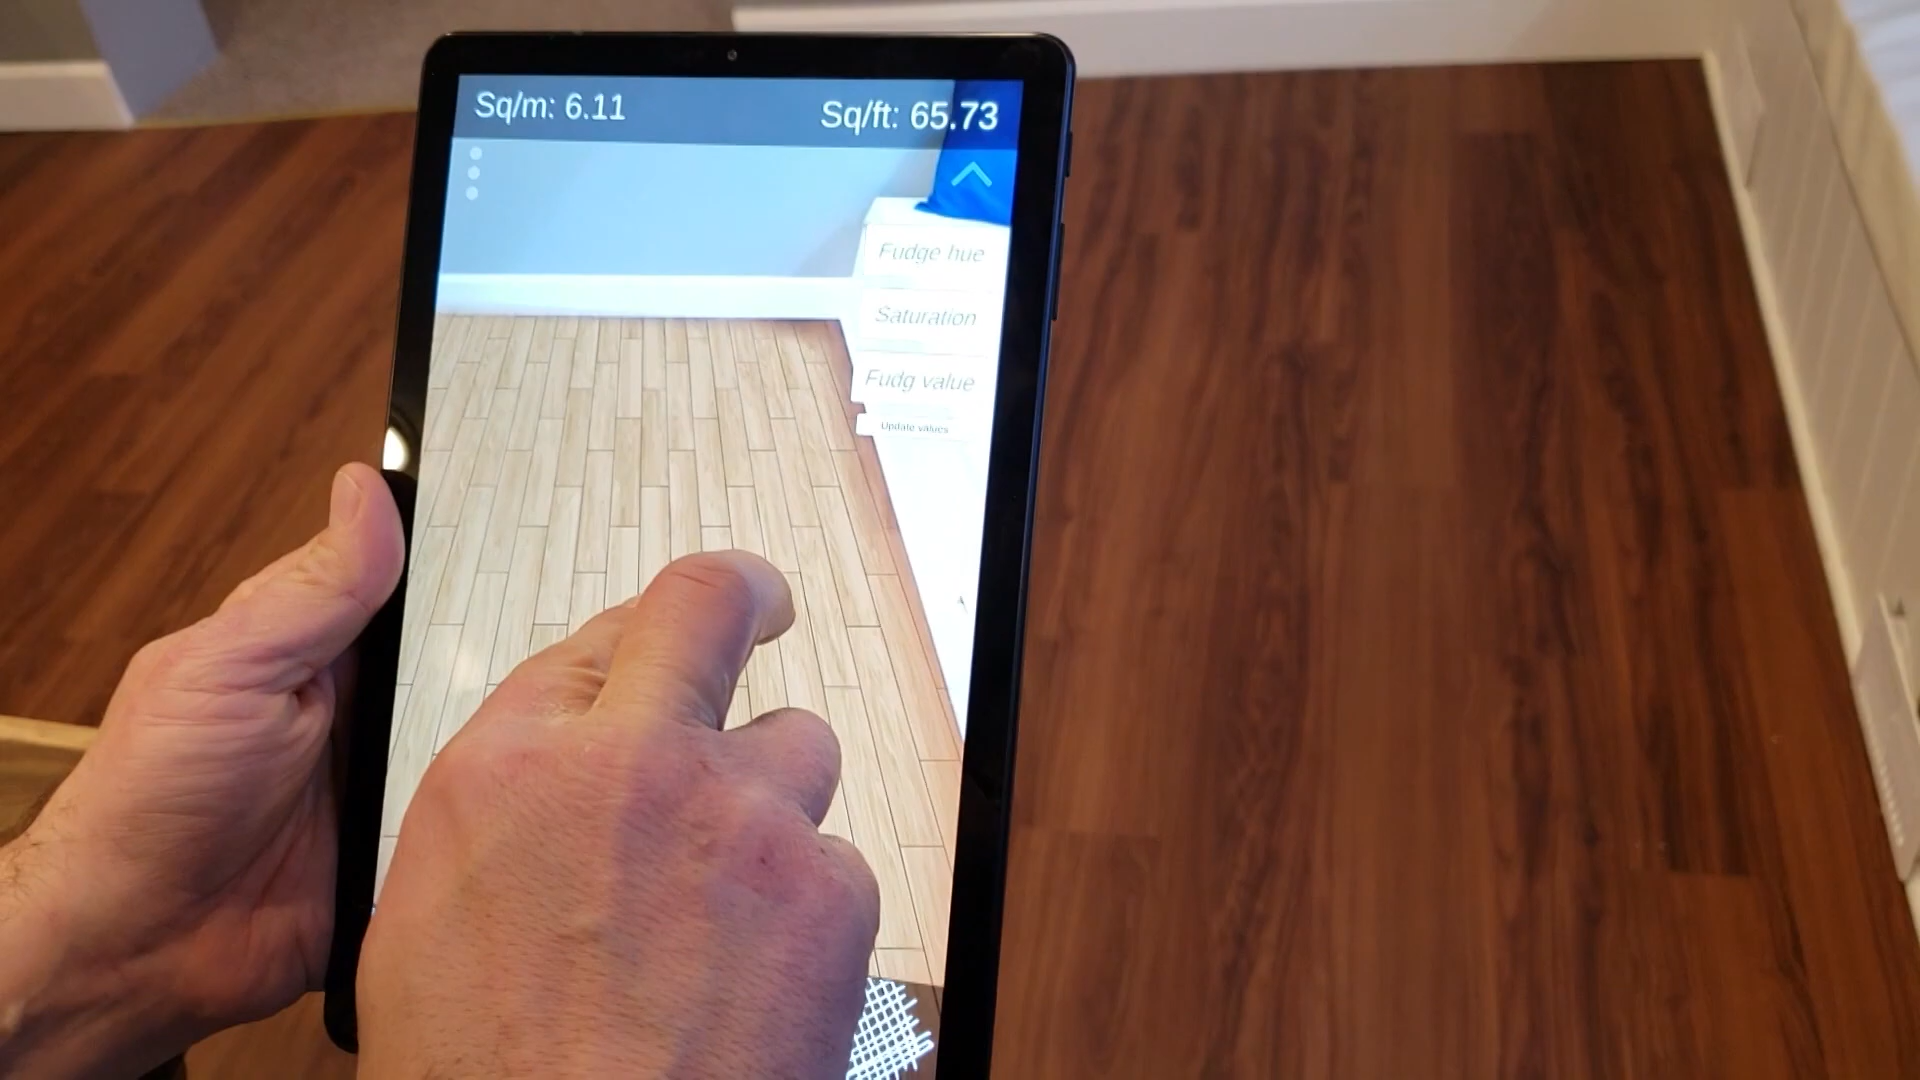 Sq/m: 6.11
Sq/ft: 65.73
Fudge hue
Saturation
Fudg value
Update values